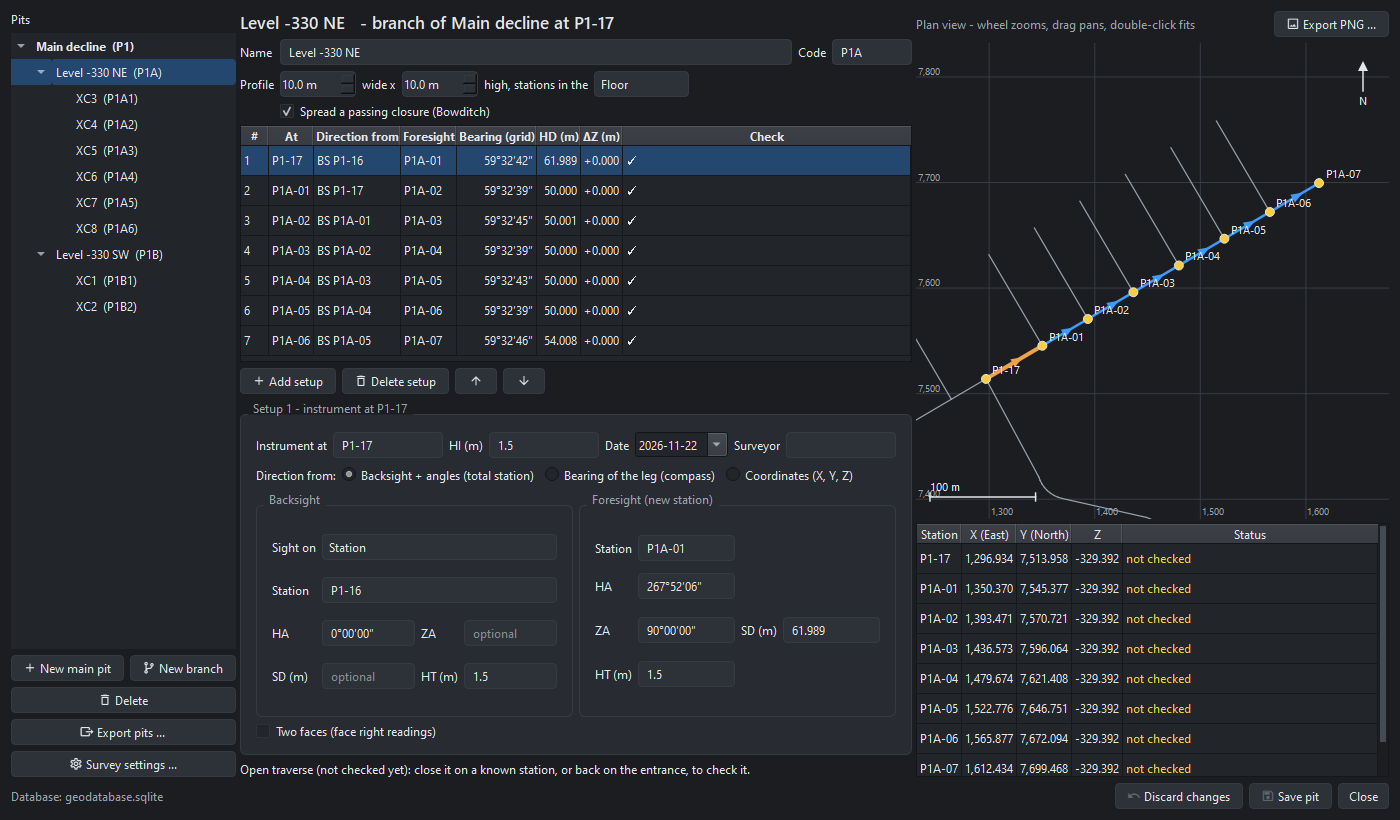 Pits
Main decline (P1)
Level -330 NE (P1A)
XC3 (P1A1)
XC4 (P1A2)
XC5 (P1A3)
XC6 (P1A4)
XC7 (P1A5)
XC8 (P1A6)
Level -330 SW (P1B)
XC1 (P1B1)
XC2 (P1B2)
+ New main pit
New branch
Delete
Export pits ...
Survey settings ...
Database: geodatabase.sqlite
Level -330 NE - branch of Main decline at P1-17
Name Level -330 NE Code P1A
Profile 10.0 m wide x 10.0 m high, stations in the Floor
✓ Spread a passing closure (Bowditch)
# At Direction from Foresight Bearing (grid) HD (m) ΔZ (m) Check
1 P1-17 BS P1-16 P1A-01 59°32'42" 61.989 +0.000 ✓
2 P1A-01 BS P1-17 P1A-02 59°32'39" 50.000 +0.000 ✓
3 P1A-02 BS P1A-01 P1A-03 59°32'45" 50.001 +0.000 ✓
4 P1A-03 BS P1A-02 P1A-04 59°32'39" 50.000 +0.000 ✓
5 P1A-04 BS P1A-03 P1A-05 59°32'43" 50.000 +0.000 ✓
6 P1A-05 BS P1A-04 P1A-06 59°32'39" 50.000 +0.000 ✓
7 P1A-06 BS P1A-05 P1A-07 59°32'46" 54.008 +0.000 ✓
+ Add setup
Delete setup
↑
↓
Setup 1 - instrument at P1-17
Instrument at P1-17 HI (m) 1.5 Date 2026-11-22 Surveyor
Direction from: Backsight + angles (total station) Bearing of the leg (compass) Coordinates (X, Y, Z)
Backsight
Sight on Station
Station P1-16
HA 0°00'00" ZA optional
SD (m) optional HT (m) 1.5
Foresight (new station)
Station P1A-01
HA 267°52'06"
ZA 90°00'00" SD (m) 61.989
HT (m) 1.5
Two faces (face right readings)
Open traverse (not checked yet): close it on a known station, or back on the entrance, to check it.
Plan view - wheel zooms, drag pans, double-click fits
Export PNG ...
7,800
N
7,700
P1A-07
P1A-06
P1A-05
P1A-04
7,600
P1A-03
P1A-02
P1A-01
P1-17
7,500
7,400
100 m
1,300 1,400 1,500 1,600
Station X (East) Y (North) Z Status
P1-17 1,296.934 7,513.958 -329.392 not checked
P1A-01 1,350.370 7,545.377 -329.392 not checked
P1A-02 1,393.471 7,570.721 -329.392 not checked
P1A-03 1,436.573 7,596.064 -329.392 not checked
P1A-04 1,479.674 7,621.408 -329.392 not checked
P1A-05 1,522.776 7,646.751 -329.392 not checked
P1A-06 1,565.877 7,672.094 -329.392 not checked
P1A-07 1,612.434 7,699.468 -329.392 not checked
Discard changes
Save pit
Close